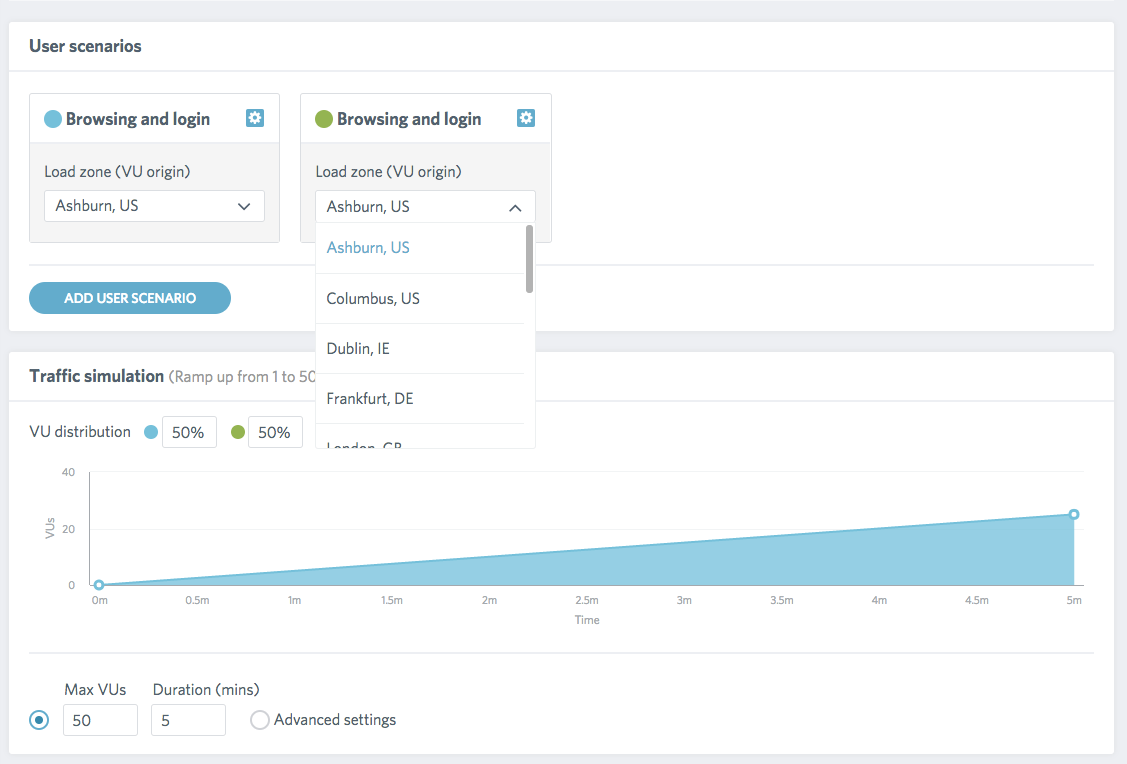 User scenarios
Browsing and login
Load zone (VU origin)
Ashburn, US
Browsing and login
Load zone (VU origin)
Ashburn, US
Ashburn, US
Columbus, US
Dublin, IE
Frankfurt, DE
London, GB
ADD USER SCENARIO
Traffic simulation (Ramp up from 1 to 50
VU distribution 50% 50%
40
20
0
VUs
0m 0.5m 1m 1.5m 2m 2.5m 3m 3.5m 4m 4.5m 5m
Time
Max VUs Duration (mins)
50 5 Advanced settings